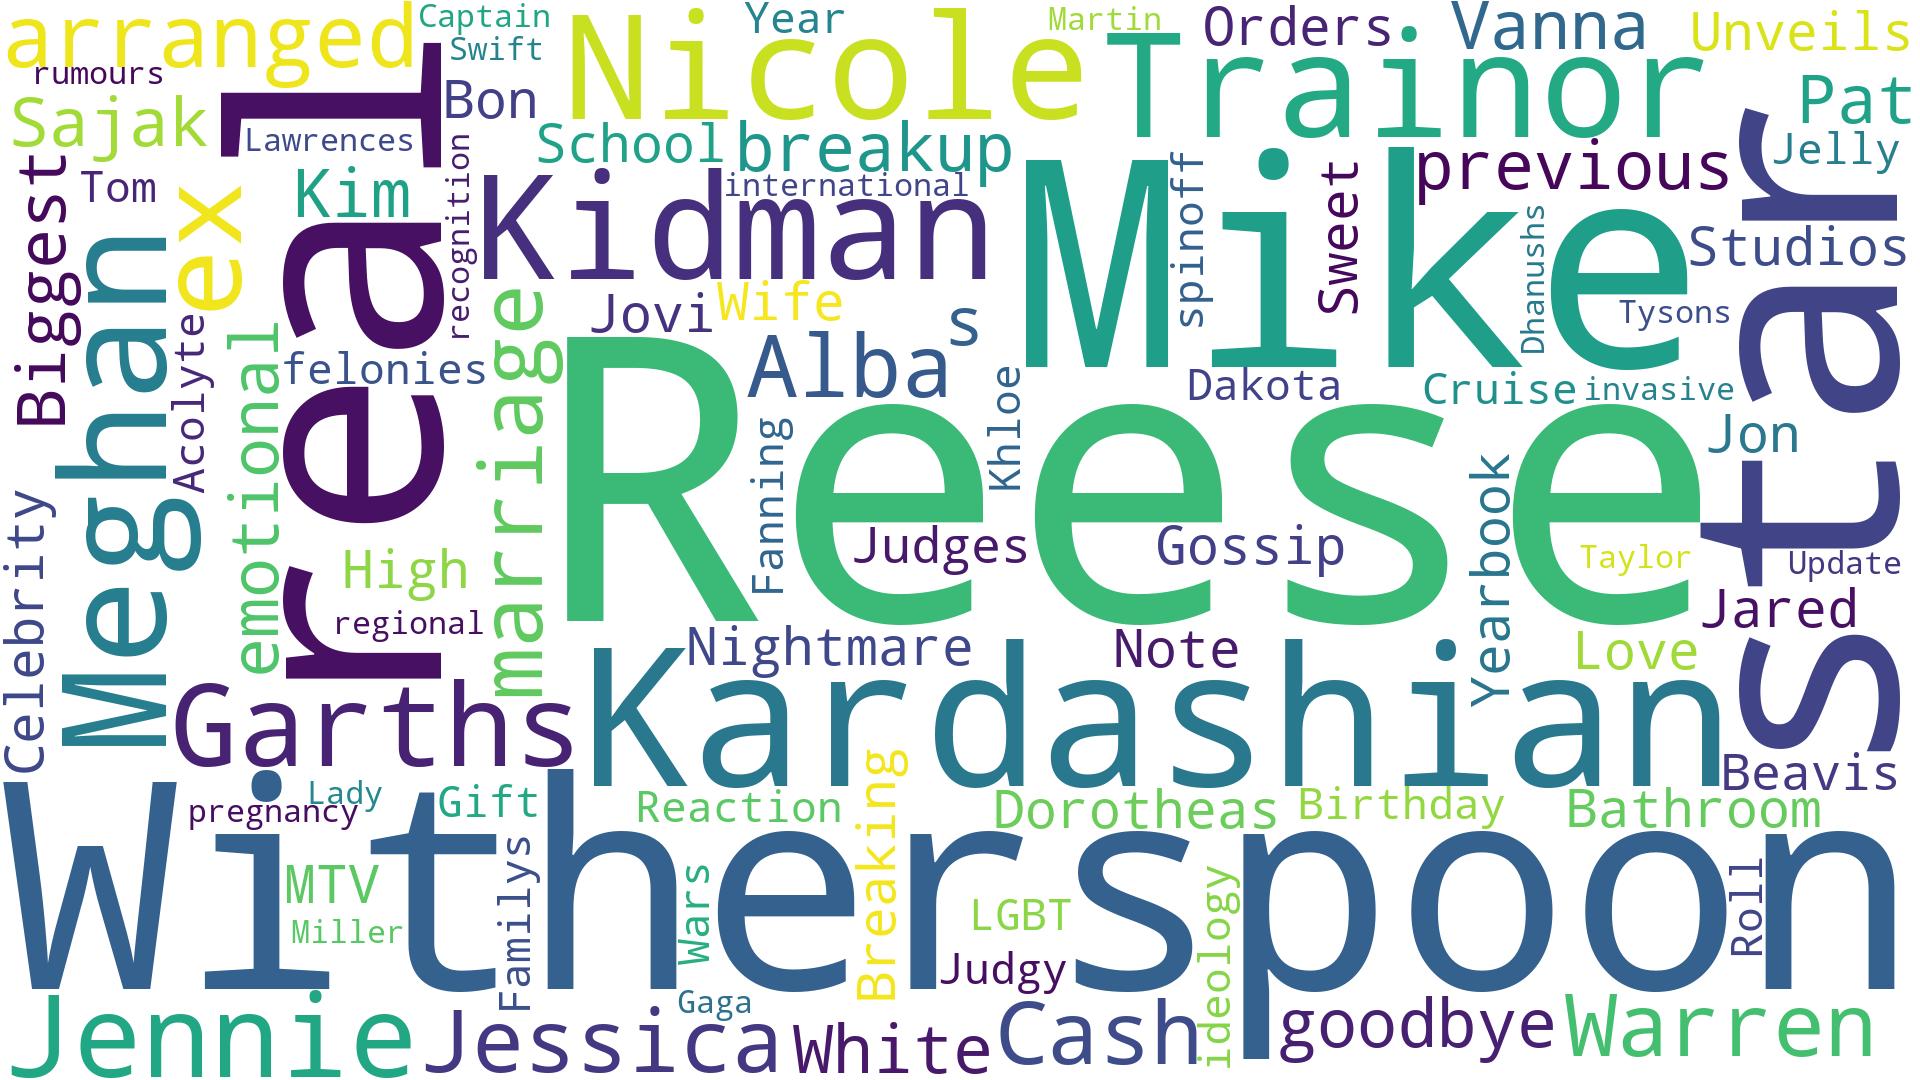 arranged
Captain
Swift
rumours
Nicole
Year
Martin
Trainor
Orders
Vanna
Unveils
Sajak
Lawrences
Bon
School
breakup
Pat
Jelly
Tom
Kim
real
recognition
Kidman
international
Mike
spinoff
Sweet
previous
star
Studios
Biggest
Meghan
ex
Acolyte
emotional
felonies
marriage
Jovi
Wife
Alba
s
Khloe
Dhanushs
Tysons
Dakota
Cruise
invasive
Jon
Reese
Fanning
Judges
Gossip
Yearbook
Taylor
Update
Jared
Celebrity
High
regional
Nightmare
Note
Love
Garths
Kardashian
Beavis
Witherspoon
pregnancy
Lady
Gift
Reaction
Breaking
Dorotheas
Birthday
Bathroom
MTV
Miller
Familys
Wars
LGBT
Judgy
ideology
Roll
Jennie
Jessica
Gaga
White
Cash
goodbye
Warren